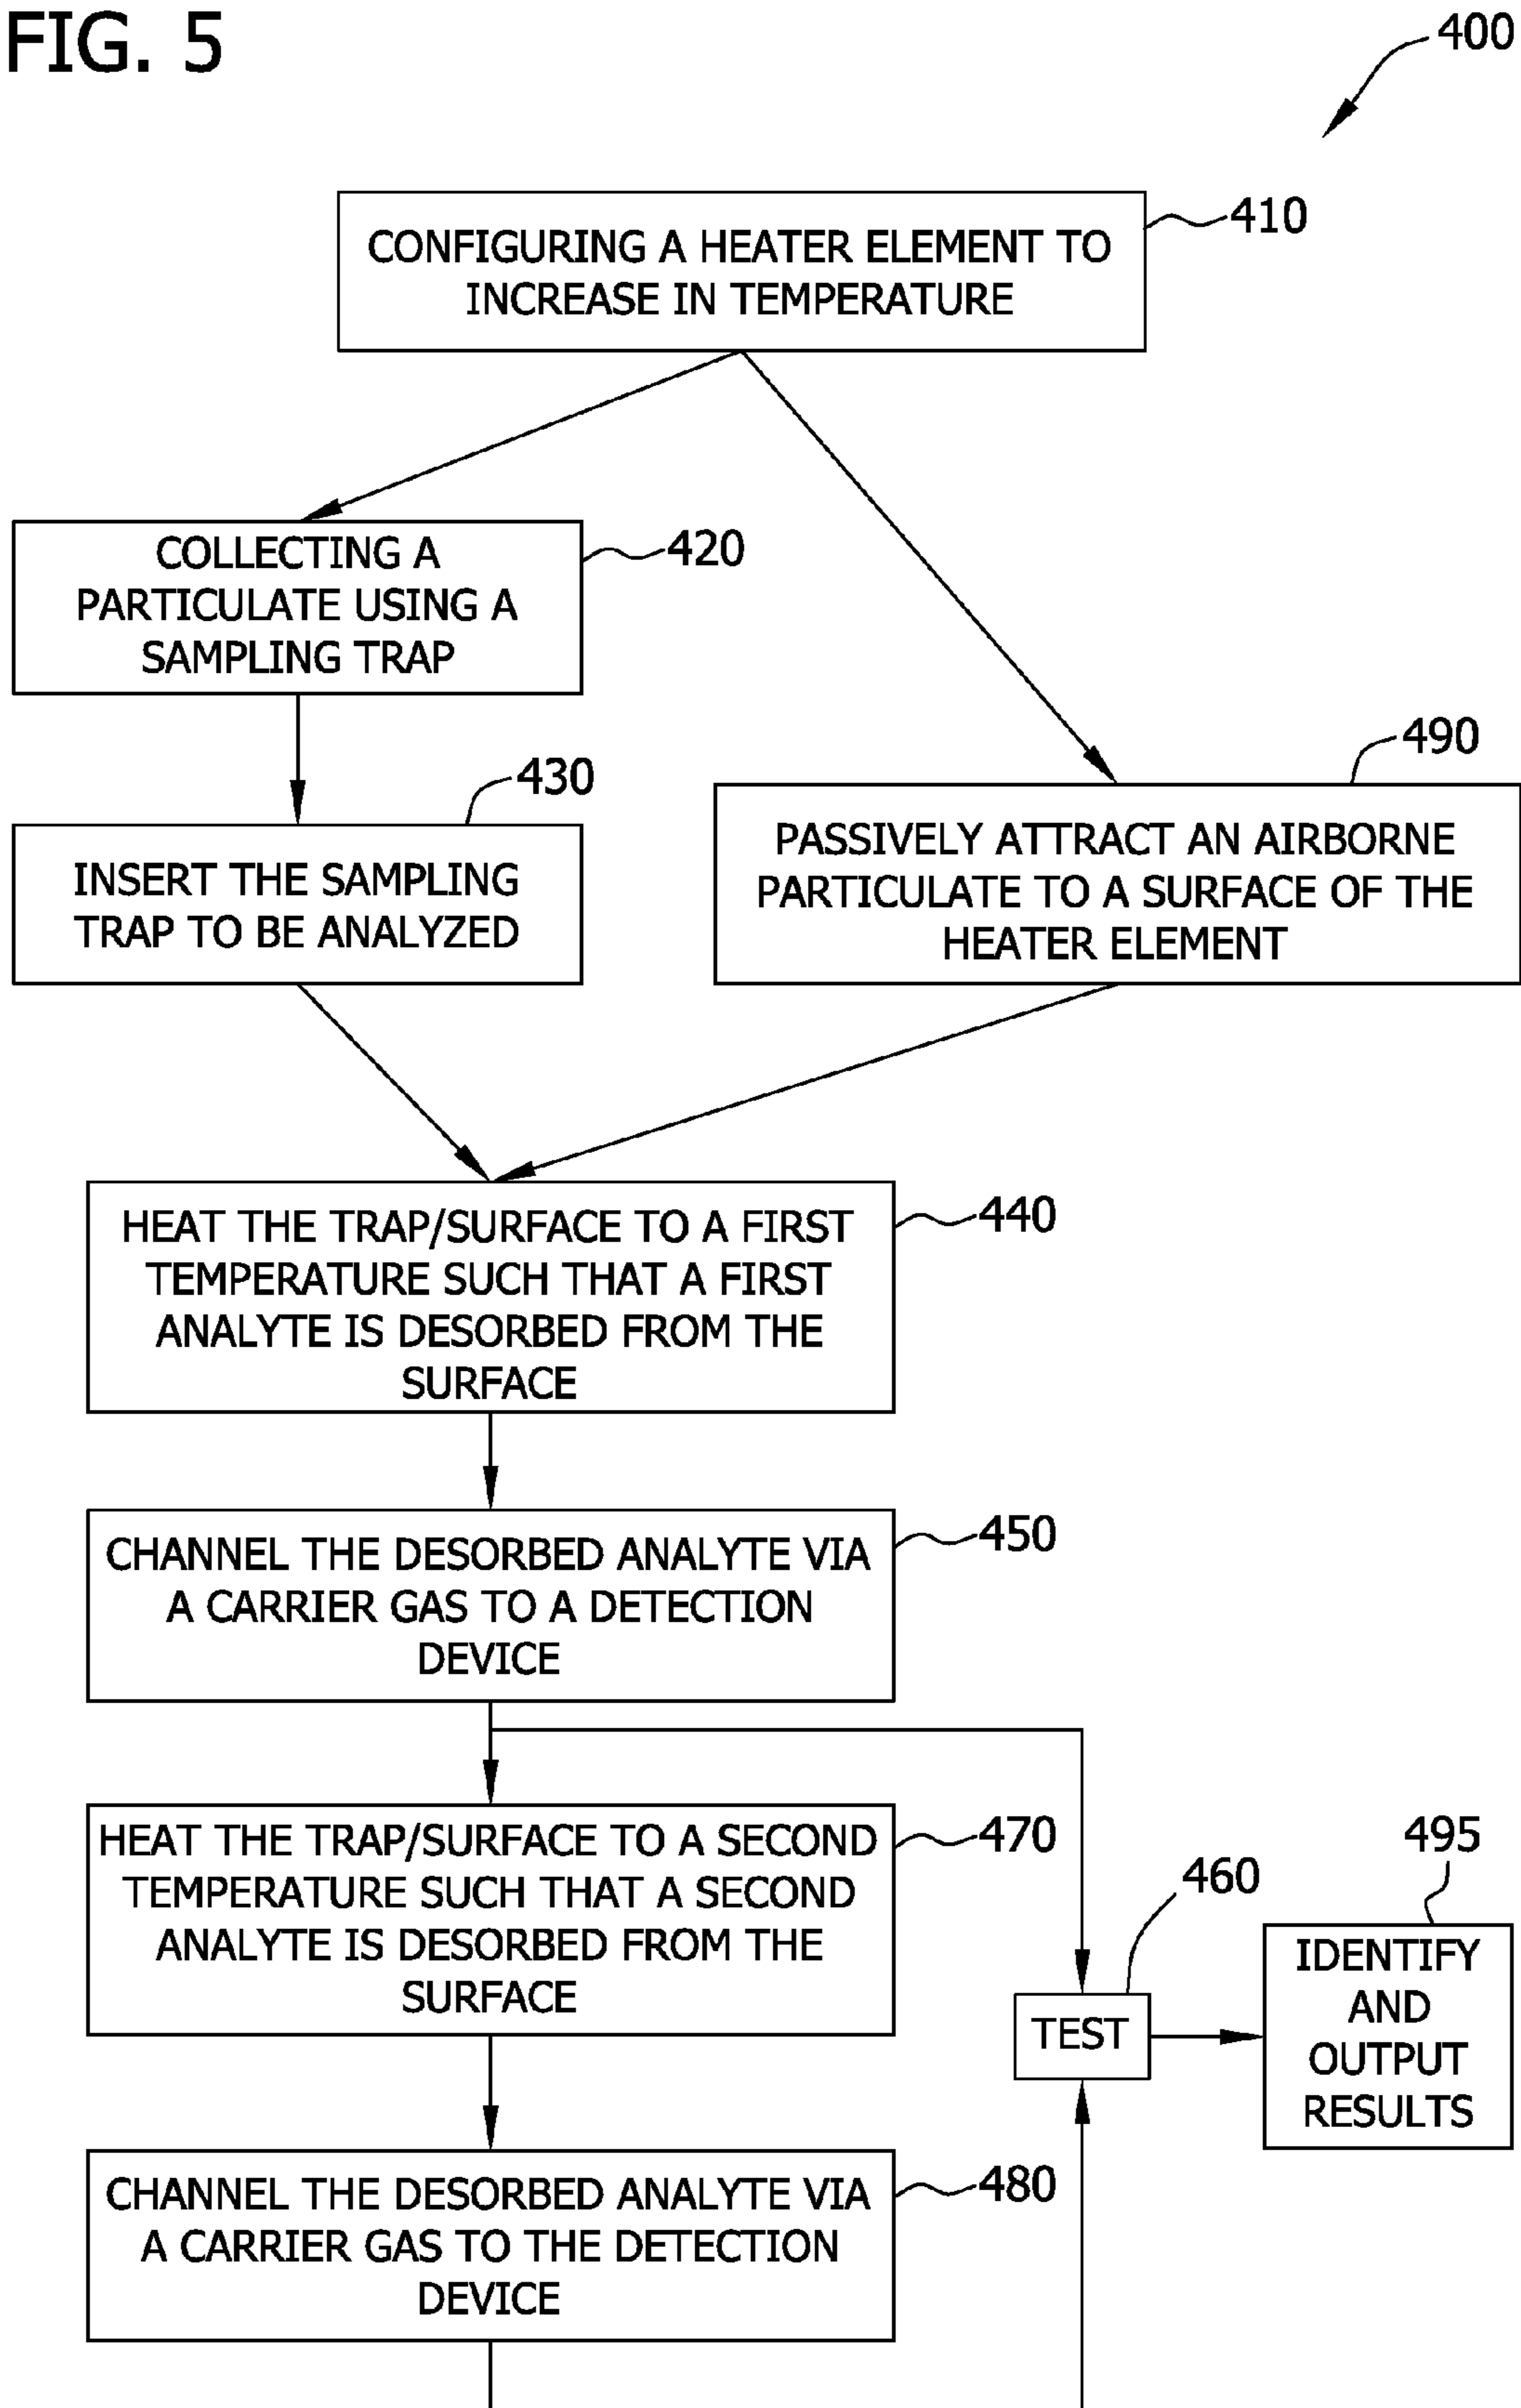 FIG. 5
400
410
CONFIGURING A HEATER ELEMENT TO
INCREASE IN TEMPERATURE
COLLECTING A
PARTICULATE USING A
SAMPLING TRAP
420
430
INSERT THE SAMPLING
TRAP TO BE ANALYZED
490
PASSIVELY ATTRACT AN AIRBORNE
PARTICULATE TO A SURFACE OF THE
HEATER ELEMENT
HEAT THE TRAP/SURFACE TO A FIRST
TEMPERATURE SUCH THAT A FIRST
ANALYTE IS DESORBED FROM THE
SURFACE
440
CHANNEL THE DESORBED ANALYTE VIA
A CARRIER GAS TO A DETECTION
DEVICE
450
HEAT THE TRAP/SURFACE TO A SECOND
TEMPERATURE SUCH THAT A SECOND
ANALYTE IS DESORBED FROM THE
SURFACE
470
460
TEST
495
IDENTIFY
AND
OUTPUT
RESULTS
CHANNEL THE DESORBED ANALYTE VIA
A CARRIER GAS TO THE DETECTION
DEVICE
480